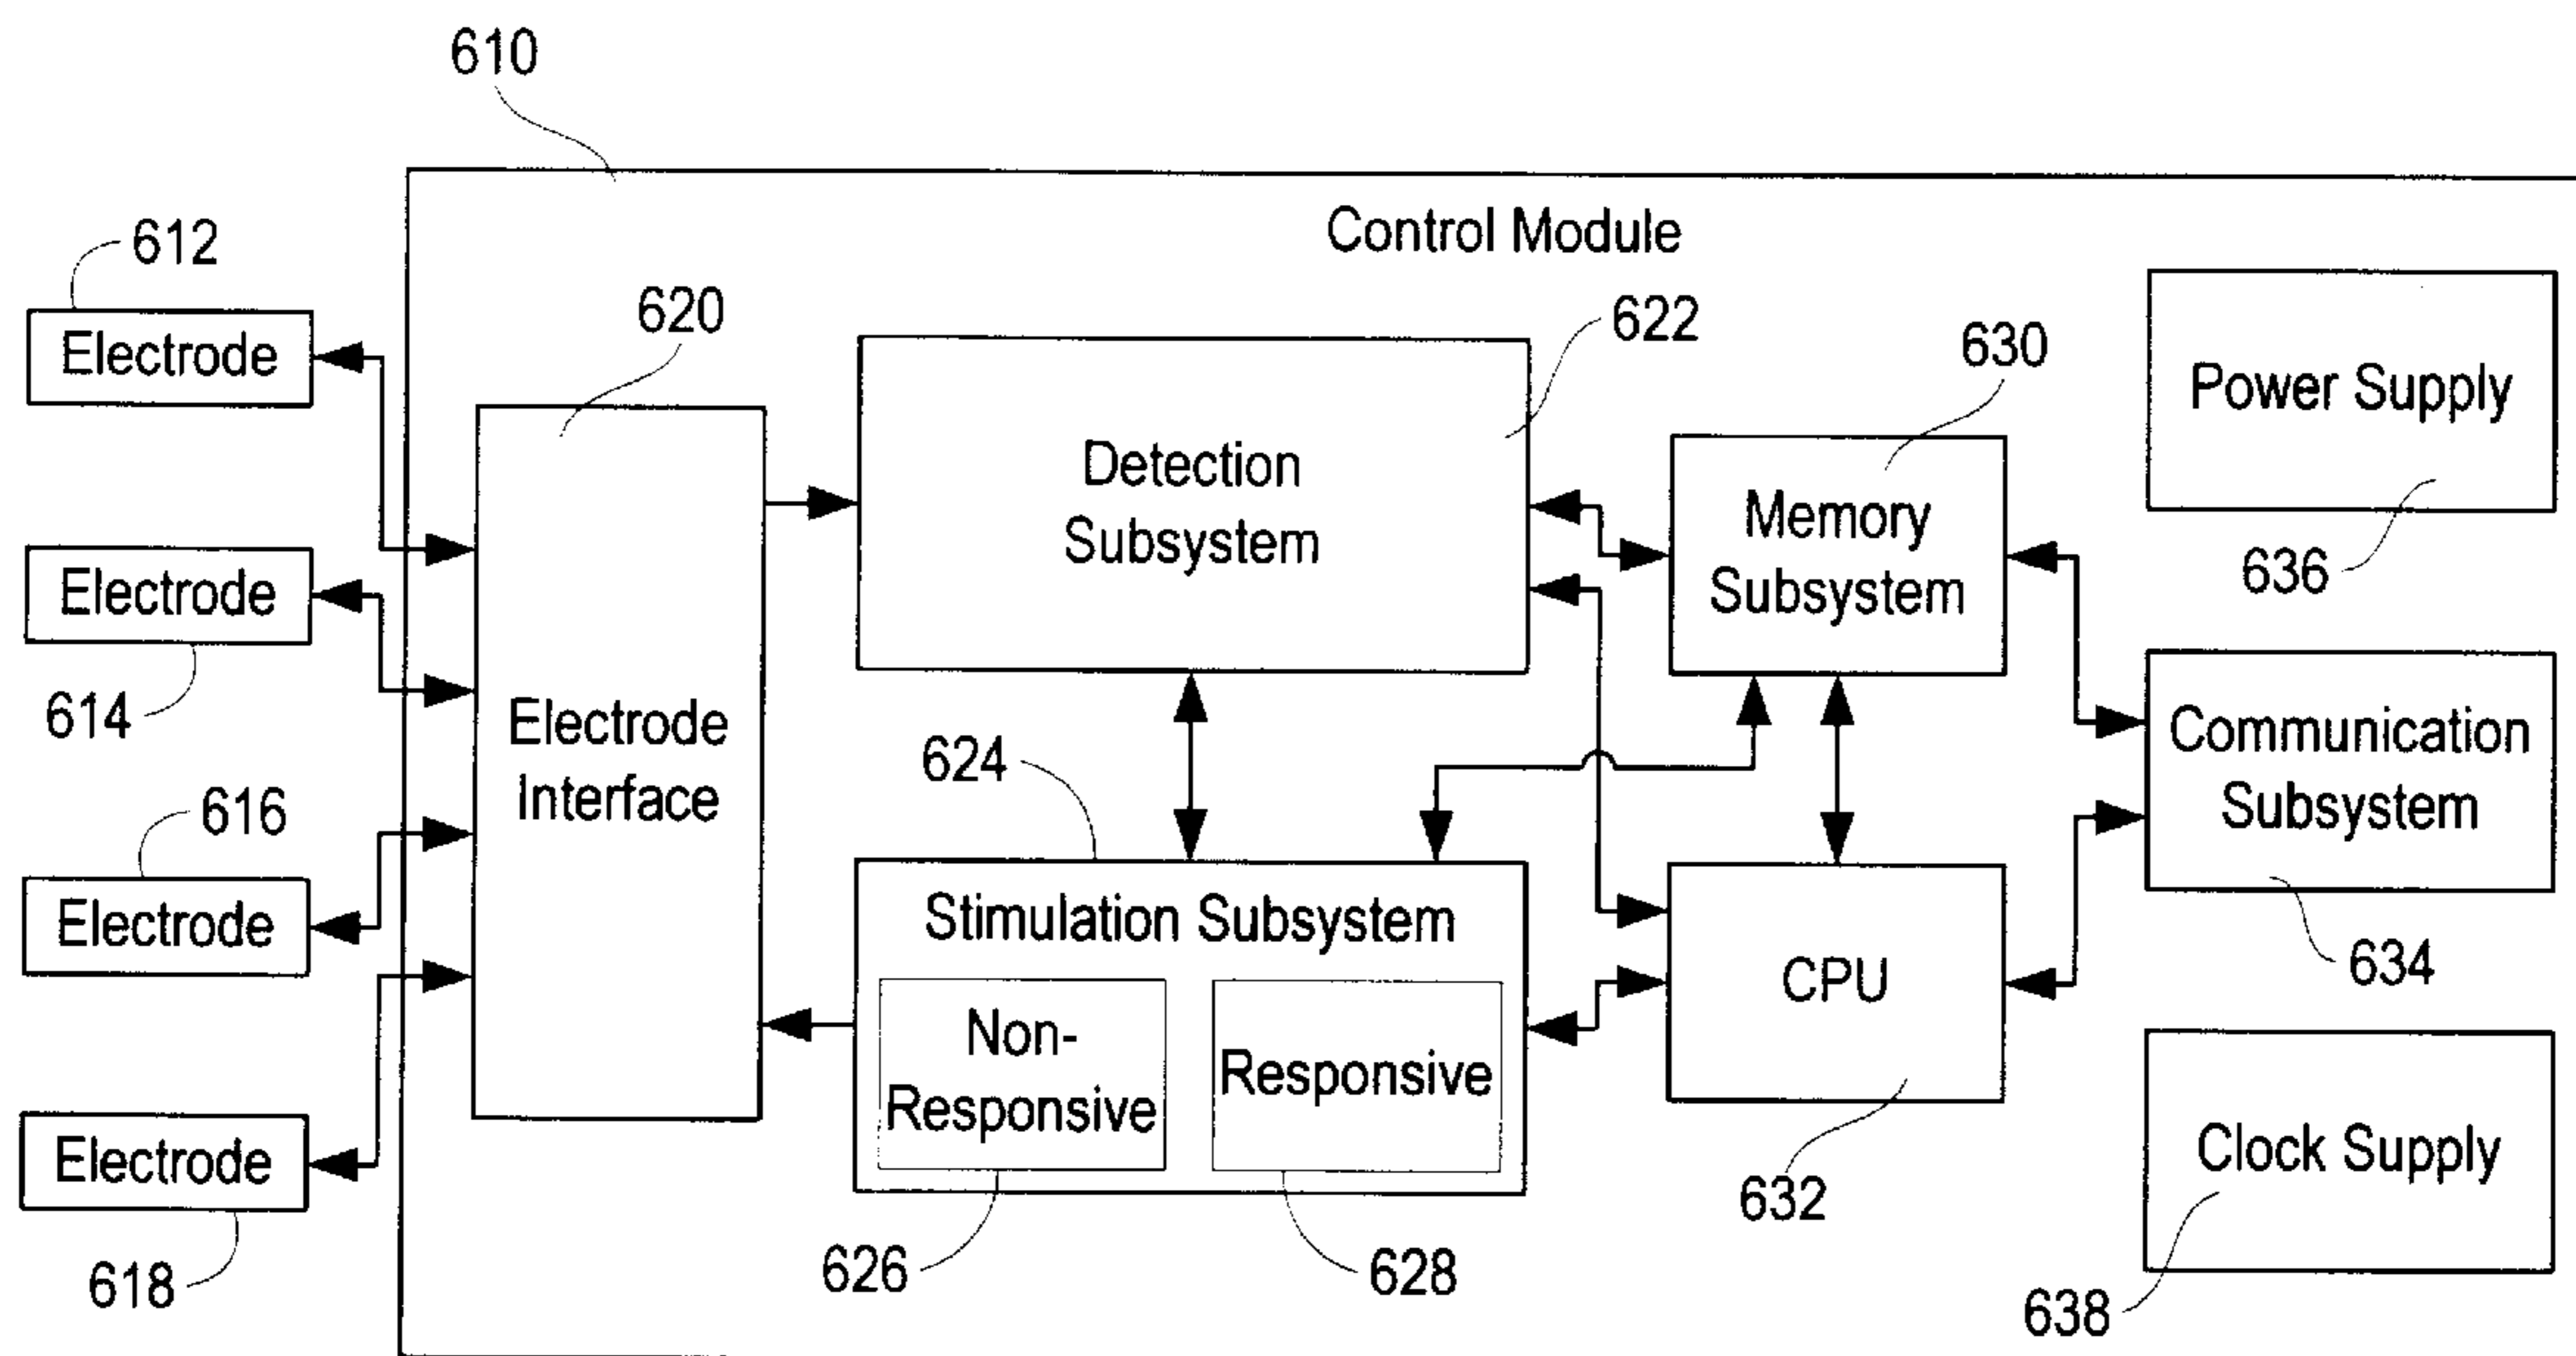 610
Control Module
612
Electrode
620
622
630
Power Supply
636
Detection
Subsystem
Memory
Subsystem
Electrode
614
Electrode
Interface
624
Communication
Subsystem
634
616
Electrode
Stimulation Subsystem
Non-
Responsive
Responsive
CPU
632
Electrode
618
626
628
Clock Supply
638